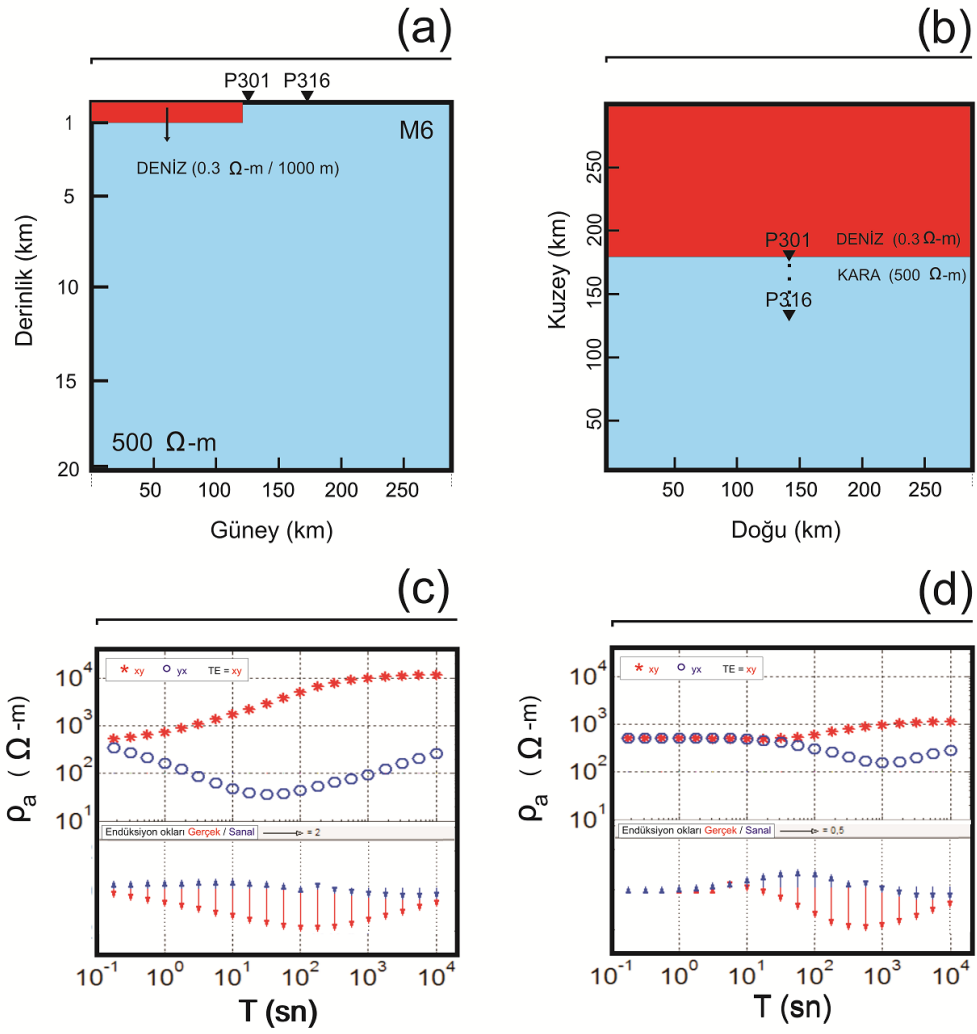 (a)
P301 P316
M6
DENİZ (0.3 Ω-m / 1000 m)
1
5
10
15
20
Derinlik (km)
500 Ω-m
50 100 150 200 250
Güney (km)
(b)
P301
DENİZ (0.3 Ω-m)
KARA (500 Ω-m)
P316
250
200
150
100
50
Kuzey (km)
50 100 150 200 250
Doğu (km)
(c)
xy yx TE = xy
10⁴
10³
10²
10¹
ρa ( Ω -m)
Endüksiyon okları Gerçek / Sanal = 2
10⁻¹ 10⁰ 10¹ 10² 10³ 10⁴
T (sn)
(d)
xy yx TE = xy
10⁴
10³
10²
10¹
ρa ( Ω -m)
Endüksiyon okları Gerçek / Sanal = 0,5
10⁻¹ 10⁰ 10¹ 10² 10³ 10⁴
T (sn)